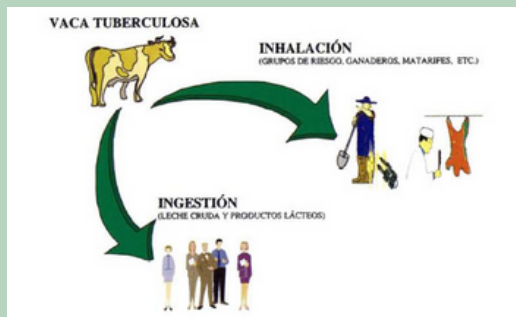 VACA TUBERCULOSA
INHALACIÓN
(GRUPOS DE RIESGO, GANADEROS, MATARIFES, ETC.)
INGESTIÓN
(LECHE CRUDA Y PRODUCTOS LÁCTEOS)